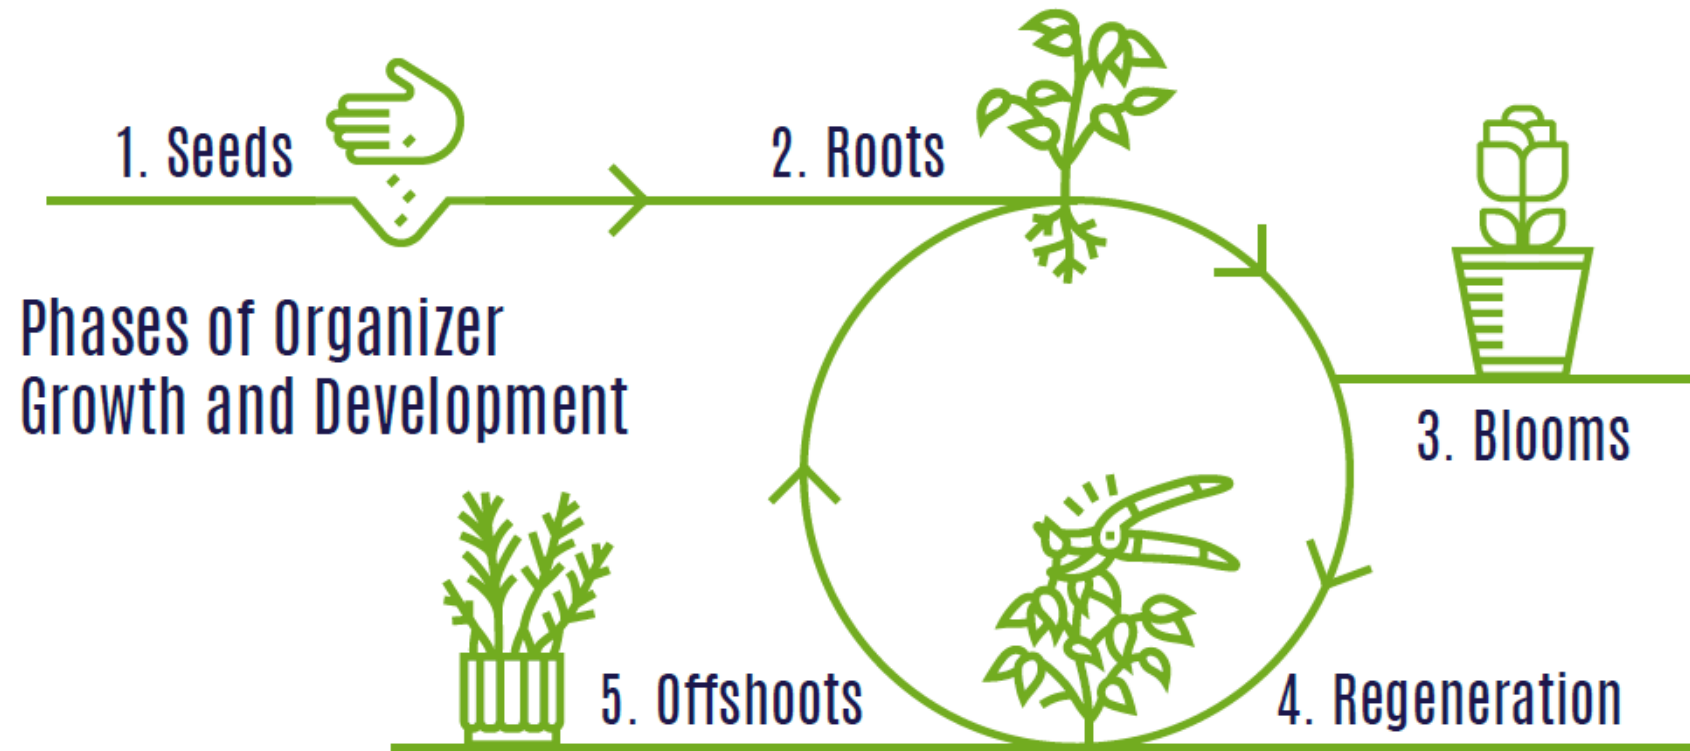 1. Seeds
2. Roots
Phases of Organizer
Growth and Development
3. Blooms
5. Offshoots
4. Regeneration